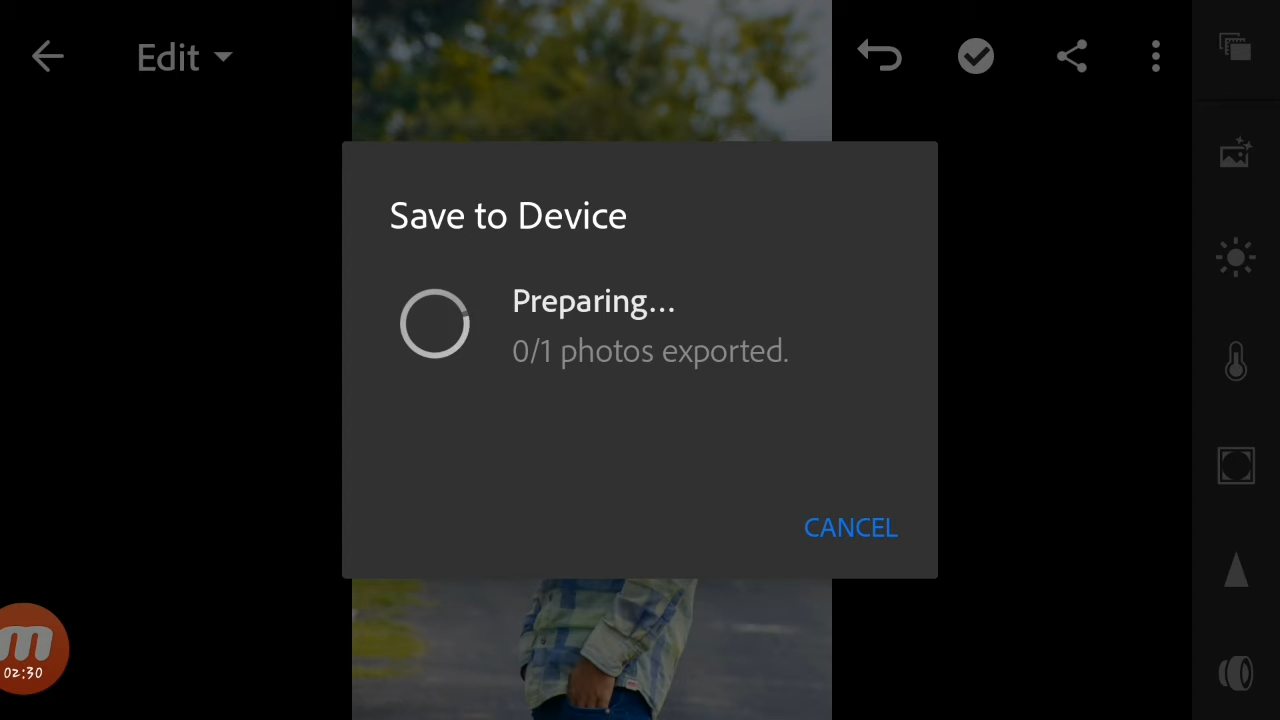 Edit
Save to Device
Preparing...
0/1 photos exported.
CANCEL
m
02:30